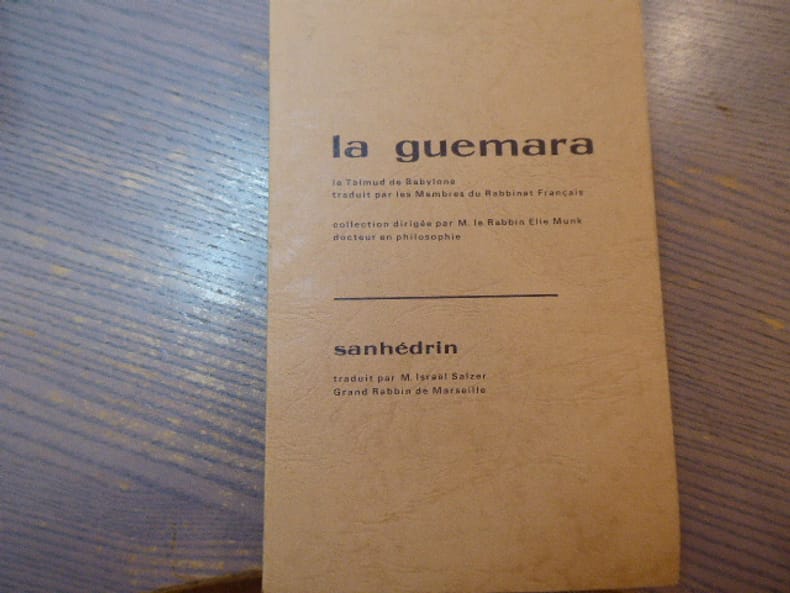 la guemara
le Talmud de Babylone
traduit par les Membres du Rabbinat Français
collection dirigée par M. le Rabbin Elie Munk
docteur en philosophie
sanhédrin
traduit par M. Israël Salzer
Grand Rabbin de Marseille